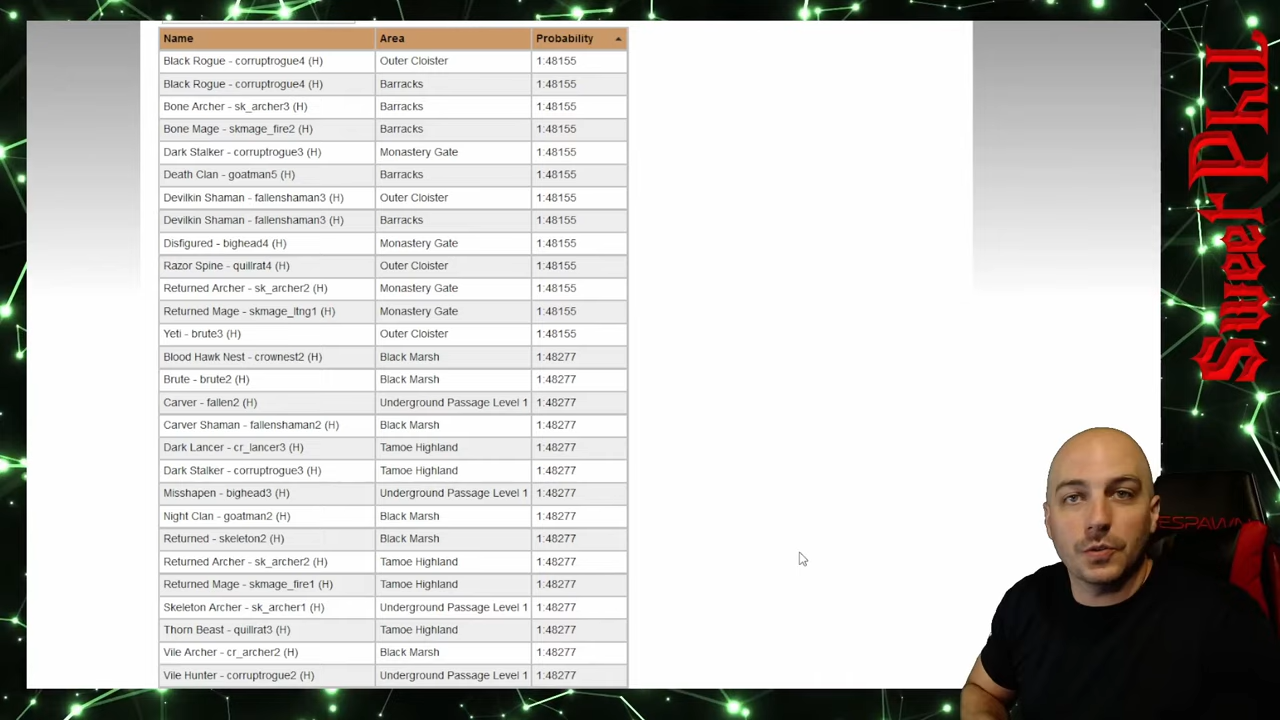 Name Area Probability
Black Rogue - corruptrogue4 (H) Outer Cloister 1:48155
Black Rogue - corruptrogue4 (H) Barracks 1:48155
Bone Archer - sk_archer3 (H) Barracks 1:48155
Bone Mage - skmage_fire2 (H) Barracks 1:48155
Dark Stalker - corruptrogue3 (H) Monastery Gate 1:48155
Death Clan - goatman5 (H) Barracks 1:48155
Devilkin Shaman - fallenshaman3 (H) Outer Cloister 1:48155
Devilkin Shaman - fallenshaman3 (H) Barracks 1:48155
Disfigured - bighead4 (H) Monastery Gate 1:48155
Razor Spine - quillrat4 (H) Outer Cloister 1:48155
Returned Archer - sk_archer2 (H) Monastery Gate 1:48155
Returned Mage - skmage_ltng1 (H) Monastery Gate 1:48155
Yeti - brute3 (H) Outer Cloister 1:48155
Blood Hawk Nest - crownest2 (H) Black Marsh 1:48277
Brute - brute2 (H) Black Marsh 1:48277
Carver - fallen2 (H) Underground Passage Level 1 1:48277
Carver Shaman - fallenshaman2 (H) Black Marsh 1:48277
Dark Lancer - cr_lancer3 (H) Tamoe Highland 1:48277
Dark Stalker - corruptrogue3 (H) Tamoe Highland 1:48277
Misshapen - bighead3 (H) Underground Passage Level 1 1:48277
Night Clan - goatman2 (H) Black Marsh 1:48277
Returned - skeleton2 (H) Black Marsh 1:48277
Returned Archer - sk_archer2 (H) Tamoe Highland 1:48277
Returned Mage - skmage_fire1 (H) Tamoe Highland 1:48277
Skeleton Archer - sk_archer1 (H) Underground Passage Level 1 1:48277
Thorn Beast - quillrat3 (H) Tamoe Highland 1:48277
Vile Archer - cr_archer2 (H) Black Marsh 1:48277
Vile Hunter - corruptrogue2 (H) Underground Passage Level 1 1:48277
Sweet Phil
ESPAWN